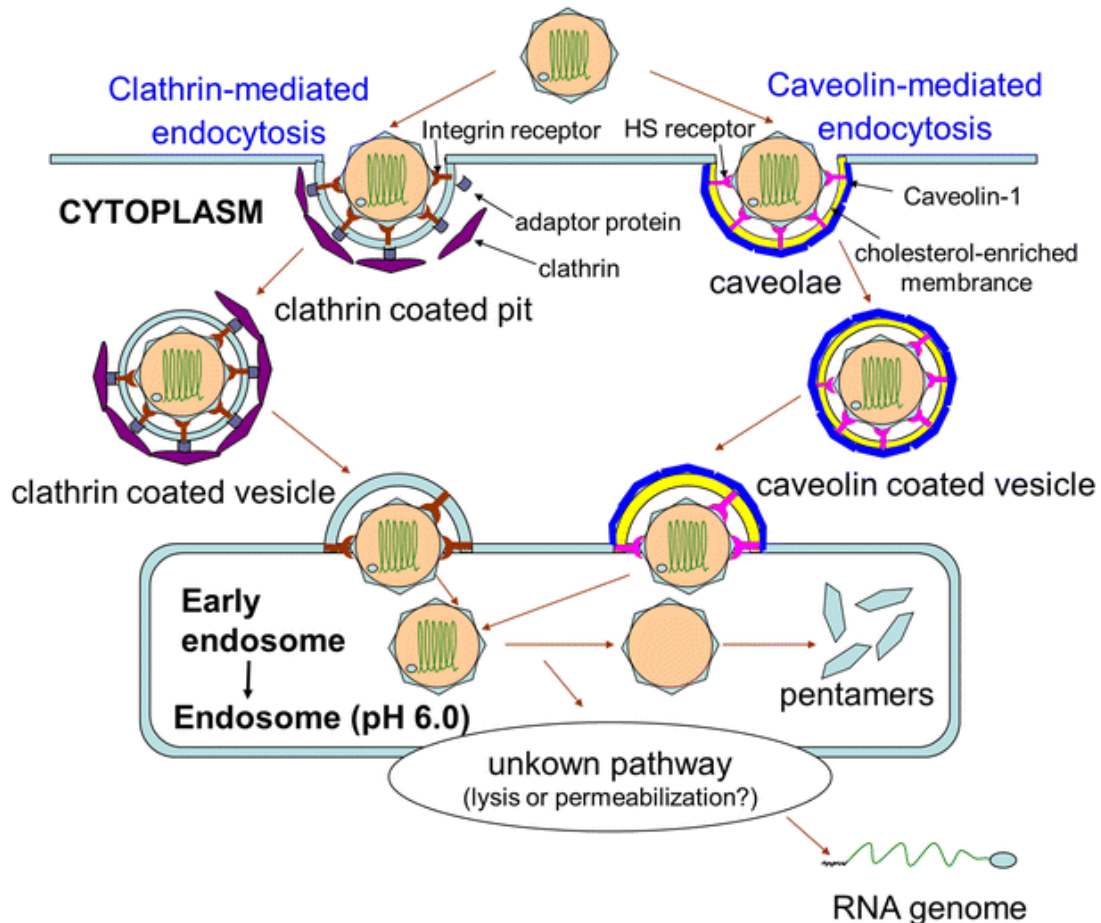 Clathrin-mediated
endocytosis
Caveolin-mediated
endocytosis
Integrin receptor
HS receptor
CYTOPLASM
adaptor protein
clathrin
Caveolin-1
cholesterol-enriched
membrance
clathrin coated pit
caveolae
clathrin coated vesicle
caveolin coated vesicle
Early
endosome
Endosome (pH 6.0)
pentamers
unkown pathway
(lysis or permeabilization?)
RNA genome